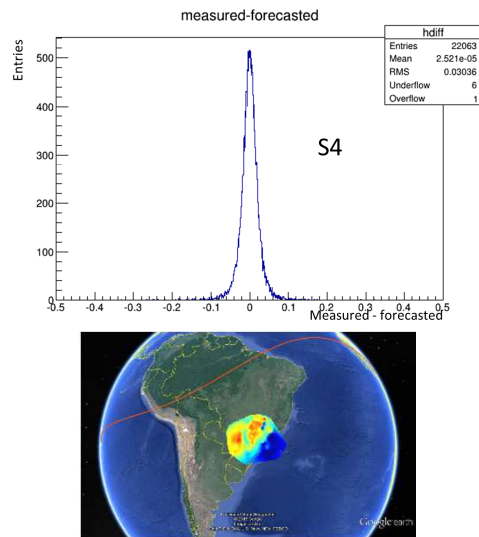 measured-forecasted
hdiff
Entries 22063
Mean 2.521e-05
RMS 0.03036
Underflow 6
Overflow 1
Entries
500
400
300
200
100
0
S4
-0.5 -0.4 -0.3 -0.2 -0.1 0 0.1 0.2 0.3 0.4 0.5
Measured - forecasted
Google earth